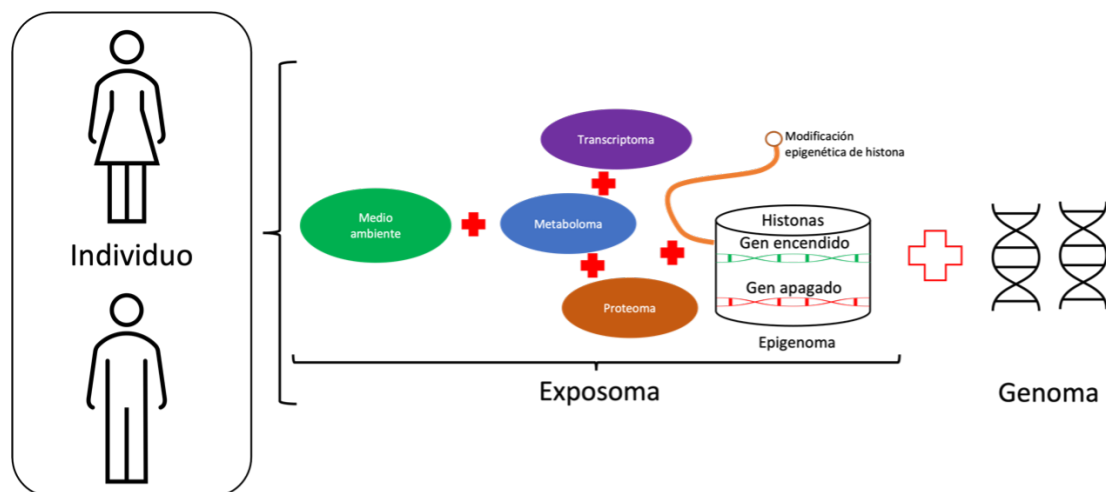 Individuo
Medio
ambiente
Transcriptoma
Metaboloma
Proteoma
Modificación
epigenética de histona
Histonas
Gen encendido
Gen apagado
Epigenoma
Exposoma
Genoma